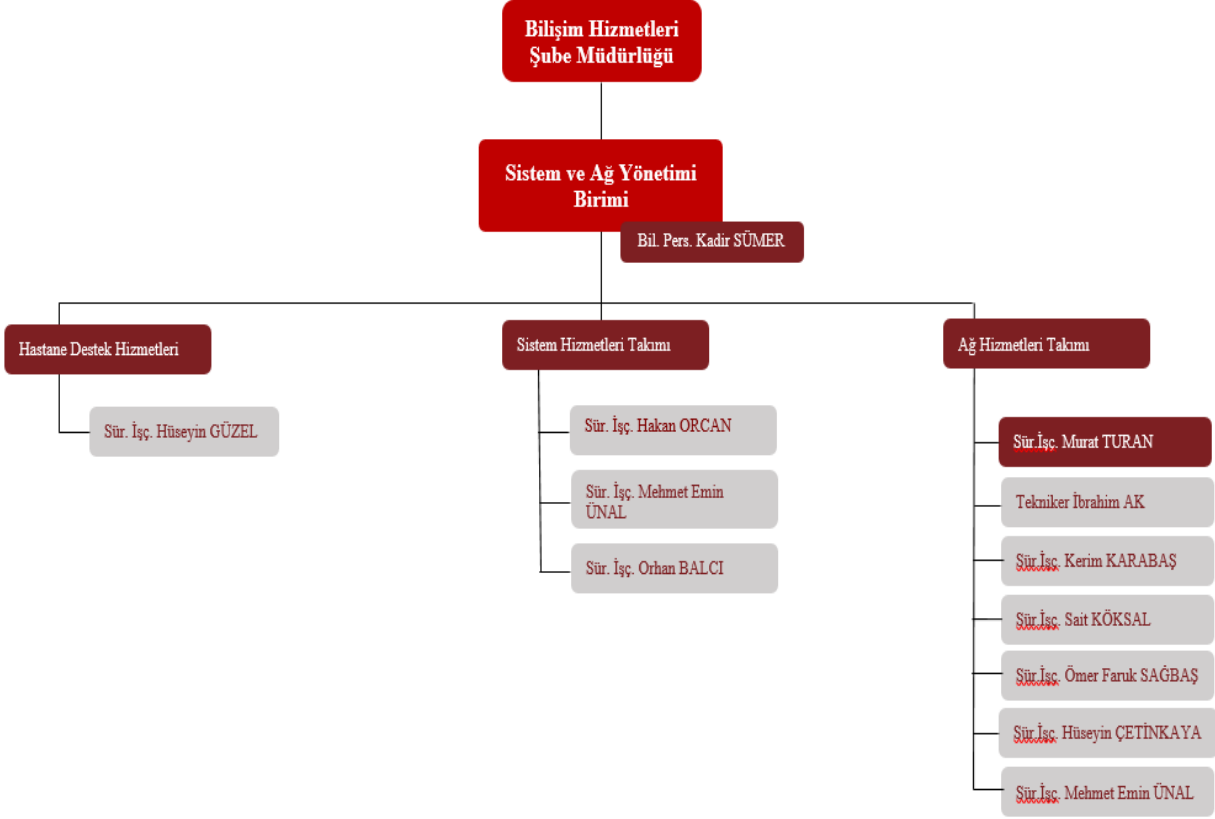 Bilişim Hizmetleri
Şube Müdürlüğü
Sistem ve Ağ Yönetimi
Birimi
Bil. Pers. Kadir SÜMER
Hastane Destek Hizmetleri
Sür. İşç. Hüseyin GÜZEL
Sistem Hizmetleri Takımı
Sür. İşç. Hakan ORCAN
Sür. İşç. Mehmet Emin
ÜNAL
Sür. İşç. Orhan BALCI
Ağ Hizmetleri Takımı
Sür.İşç. Murat TURAN
Tekniker İbrahim AK
Sür.İşç. Kerim KARABAŞ
Sür.İşç. Sait KÖKSAL
Sür.İşç. Ömer Faruk SAĞBAŞ
Sür.İşç. Hüseyin ÇETİNKAYA
Sür.İşç. Mehmet Emin ÜNAL